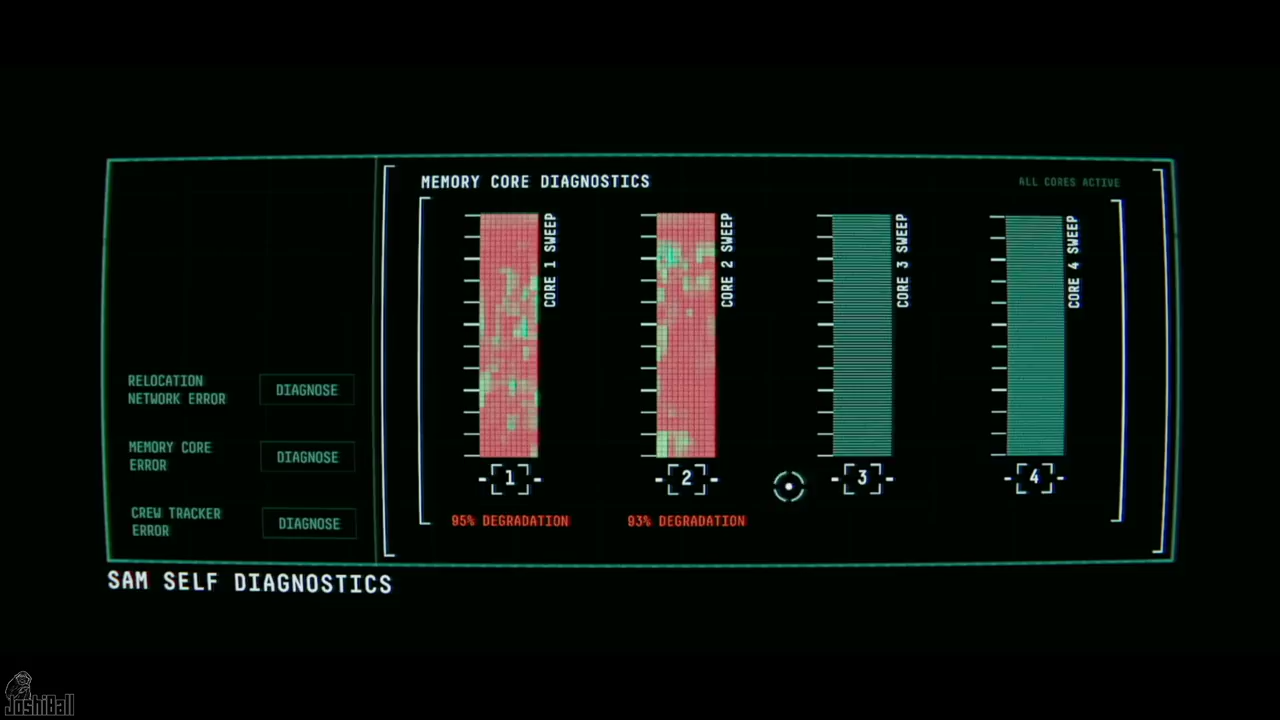 MEMORY CORE DIAGNOSTICS
ALL CORES ACTIVE
CORE 1 SWEEP
CORE 2 SWEEP
CORE 3 SWEEP
CORE 4 SWEEP
RELOCATION
NETWORK ERROR
DIAGNOSE
MEMORY CORE
ERROR
DIAGNOSE
CREW TRACKER
ERROR
DIAGNOSE
1
2
3
4
95% DEGRADATION
93% DEGRADATION
SAM SELF DIAGNOSTICS
JoshiBall